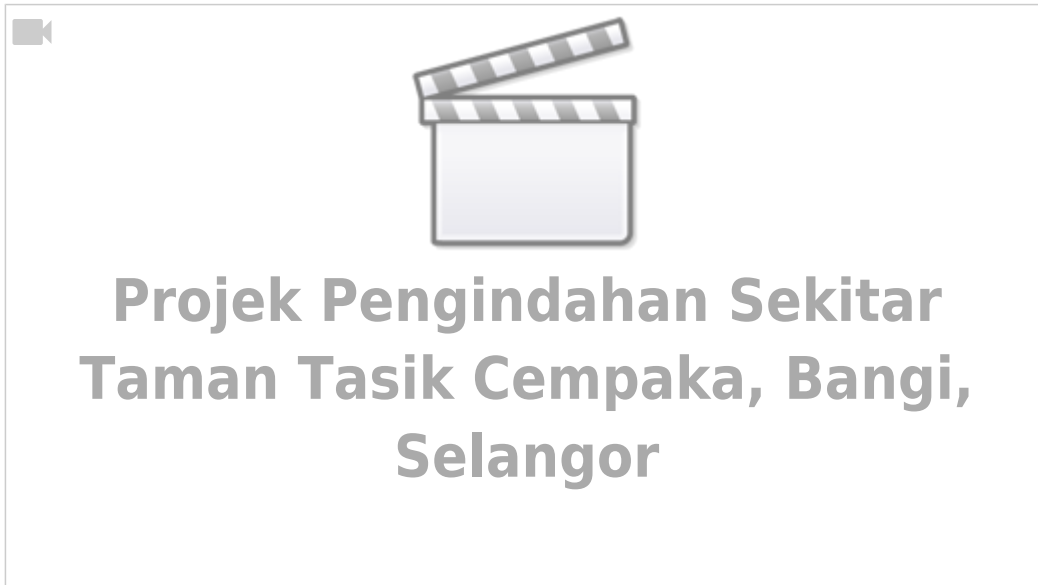 Projek Pengindahan Sekitar
Taman Tasik Cempaka, Bangi,
Selangor